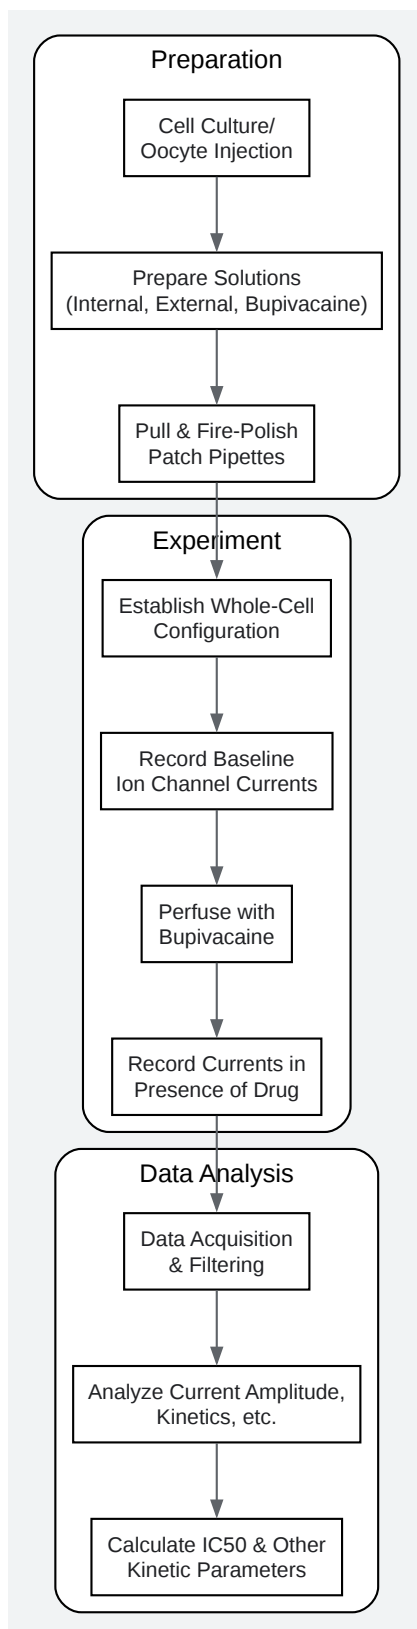 Preparation
Cell Culture/
Oocyte Injection
Prepare Solutions
(Internal, External, Bupivacaine)
Pull & Fire-Polish
Patch Pipettes
Experiment
Establish Whole-Cell
Configuration
Record Baseline
Ion Channel Currents
Perfuse with
Bupivacaine
Record Currents in
Presence of Drug
Data Analysis
Data Acquisition
& Filtering
Analyze Current Amplitude,
Kinetics, etc.
Calculate IC50 & Other
Kinetic Parameters